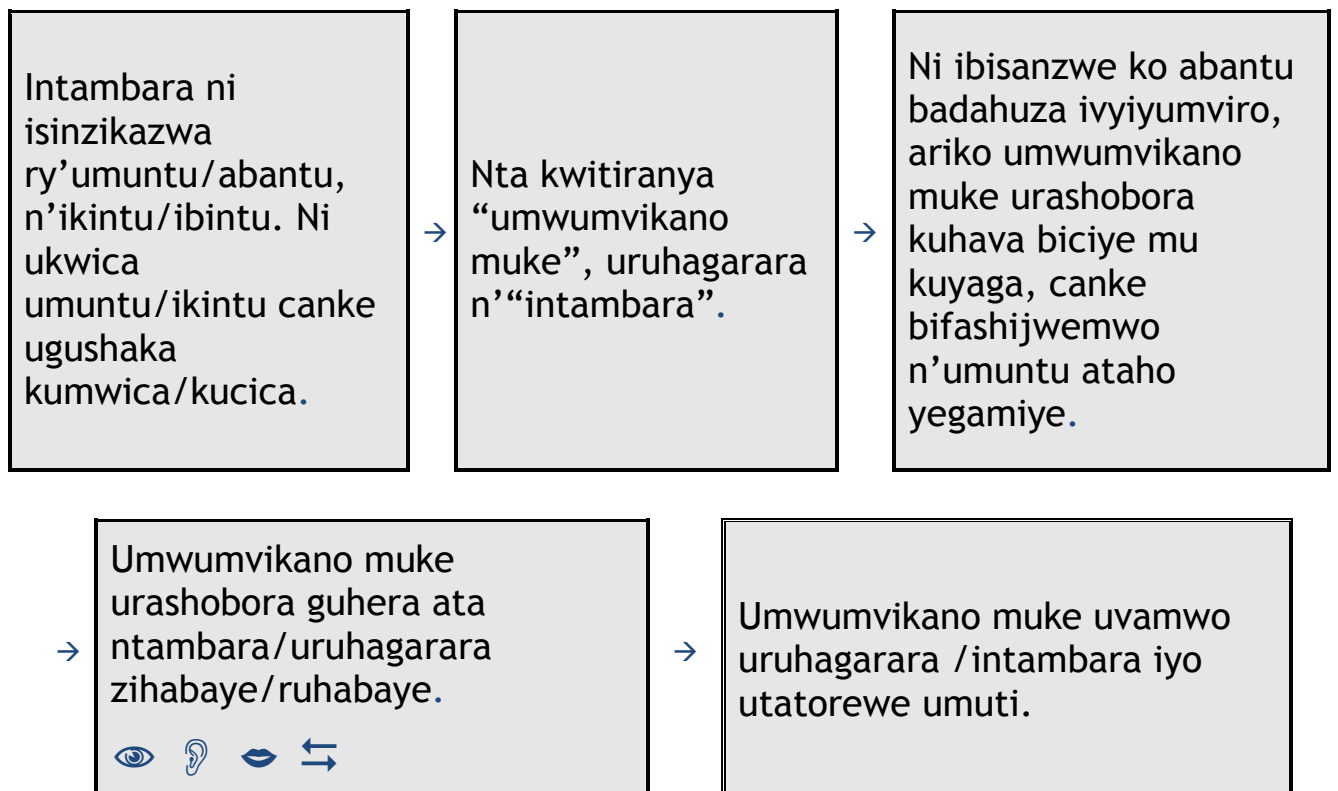 Intambara ni
isinzikazwa
ry’umuntu/abantu,
n’ikintu/ibintu. Ni
ukwica
umuntu/ikintu canke
ugushaka
kumwica/kucica.
Nta kwitiranya
“umwumvikano
muke”, uruhagarara
n’“intambara”.
Ni ibisanzwe ko abantu
badahuza ivyiyumviro,
ariko umwumvikano
muke urashobora
kuhava biciye mu
kuyaga, canke
bifashijwemwo
n’umuntu ataho
yegamiye.
Umwumvikano muke
urashobora guhera ata
ntambara/uruhagarara
zihabaye/ruhabaye.
Umwumvikano muke uvamwo
uruhagarara /intambara iyo
utatorewe umuti.